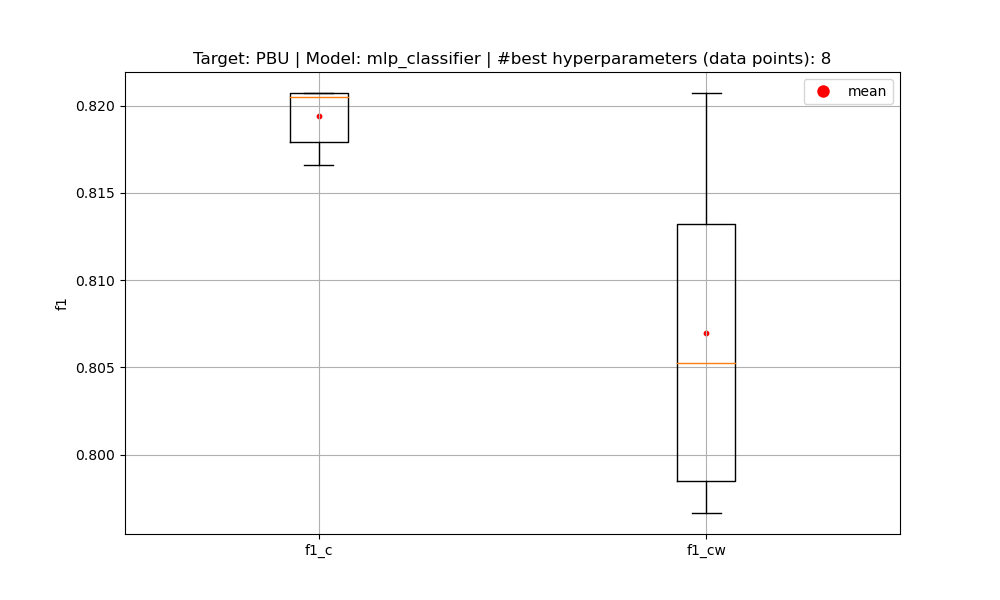 Target: PBU | Model: mlp_classifier | #best hyperparameters (data points): 8
mean
0.820
0.815
0.810
0.805
0.800
f1
f1_c
f1_cw